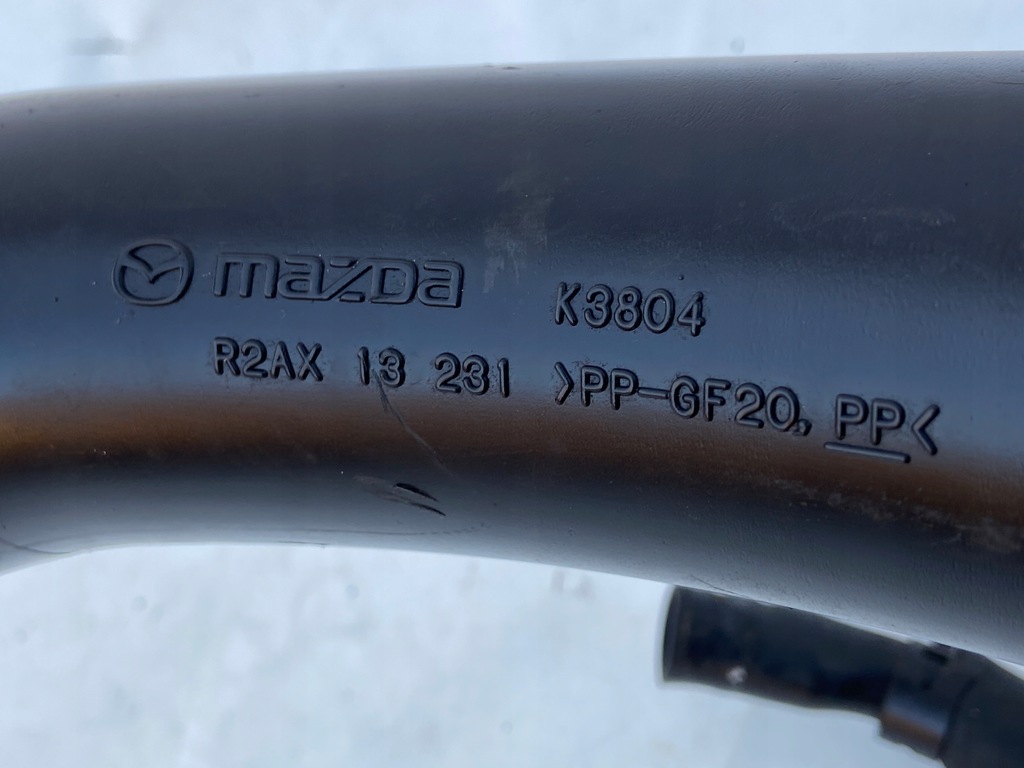 mazda K3804
R2AX 13 231 >PP-GF20, PP<